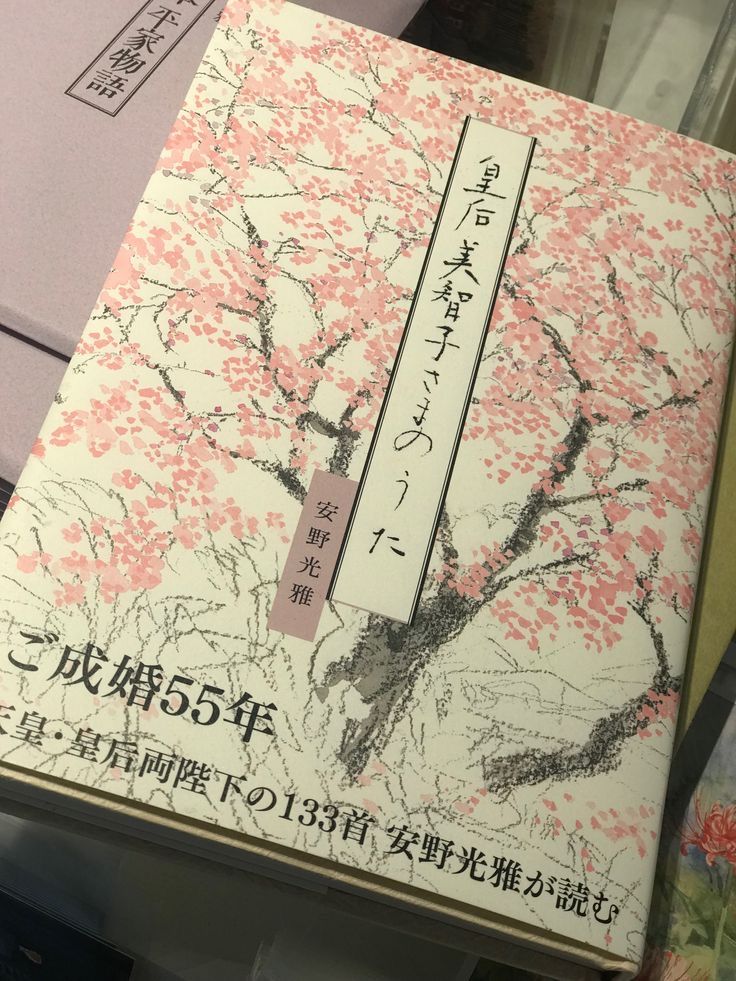 平家物語
皇后美智子さまのうた
安野光雅
ご成婚55年
天皇・皇后両陛下の133首 安野光雅が読む